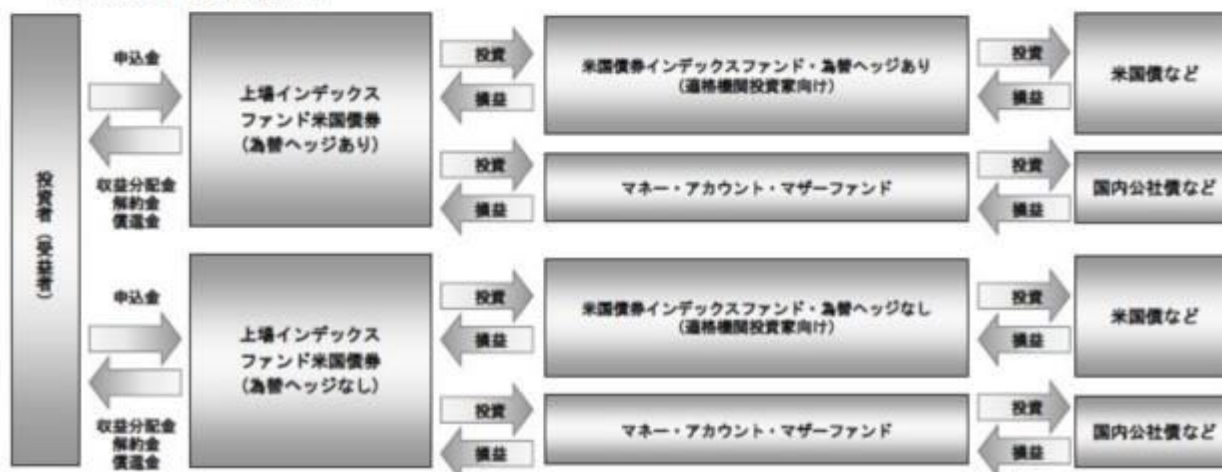 投資者（受益者）
申込金
収益分配金
解約金
償還金
上場インデックス
ファンド米国債券
(為替ヘッジあり)
投資
損益
米国債券インデックスファンド・為替ヘッジあり
(適格機関投資家向け)
投資
損益
米国債など
投資
損益
マネー・アカウント・マザーファンド
投資
損益
国内公社債など
申込金
収益分配金
解約金
償還金
上場インデックス
ファンド米国債券
(為替ヘッジなし)
投資
損益
米国債券インデックスファンド・為替ヘッジなし
(適格機関投資家向け)
投資
損益
米国債など
投資
損益
マネー・アカウント・マザーファンド
投資
損益
国内公社債など